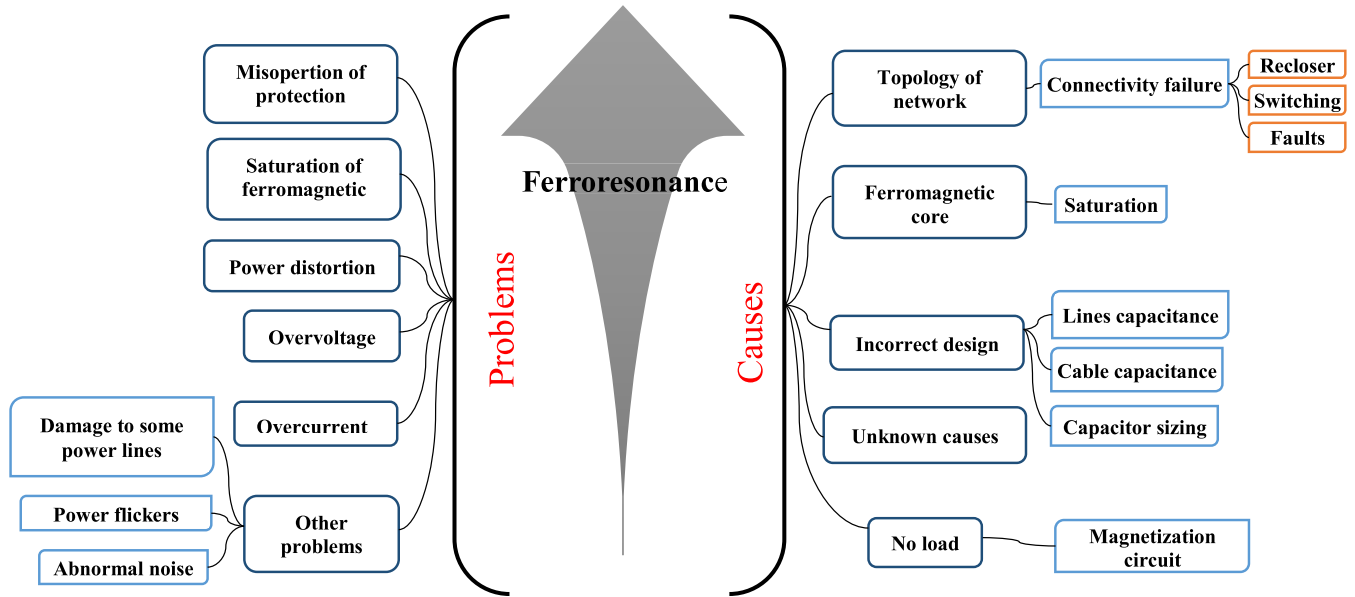 Misopertion of
protection
Saturation of
ferromagnetic
Power distortion
Overvoltage
Overcurrent
Other
problems
Damage to some
power lines
Power flickers
Abnormal noise
Problems
Ferroresonance
Causes
Topology of
network
Connectivity failure
Recloser
Switching
Faults
Ferromagnetic
core
Saturation
Incorrect design
Lines capacitance
Cable capacitance
Capacitor sizing
Unknown causes
No load
Magnetization
circuit